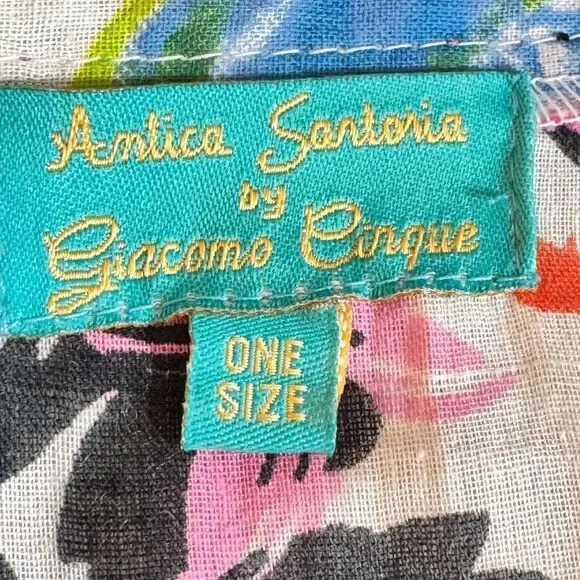 Antica Sartoria
by
Giacomo Cinque
ONE
SIZE